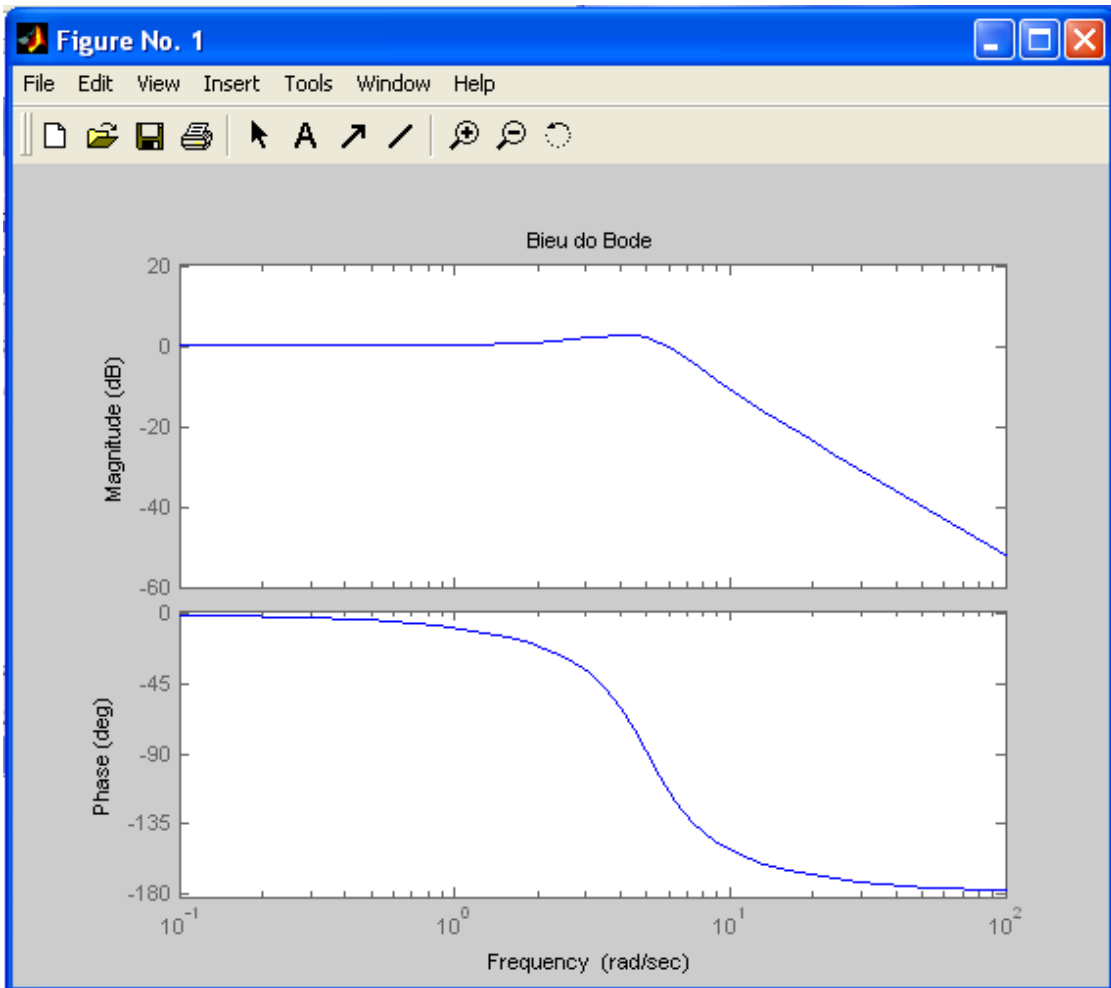 Figure No. 1
File Edit View Insert Tools Window Help
A
Bieu do Bode
20
0
-20
-40
-60
Magnitude (dB)
0
-45
-90
-135
-180
Phase (deg)
10^-1 10^0 10^1 10^2
Frequency (rad/sec)